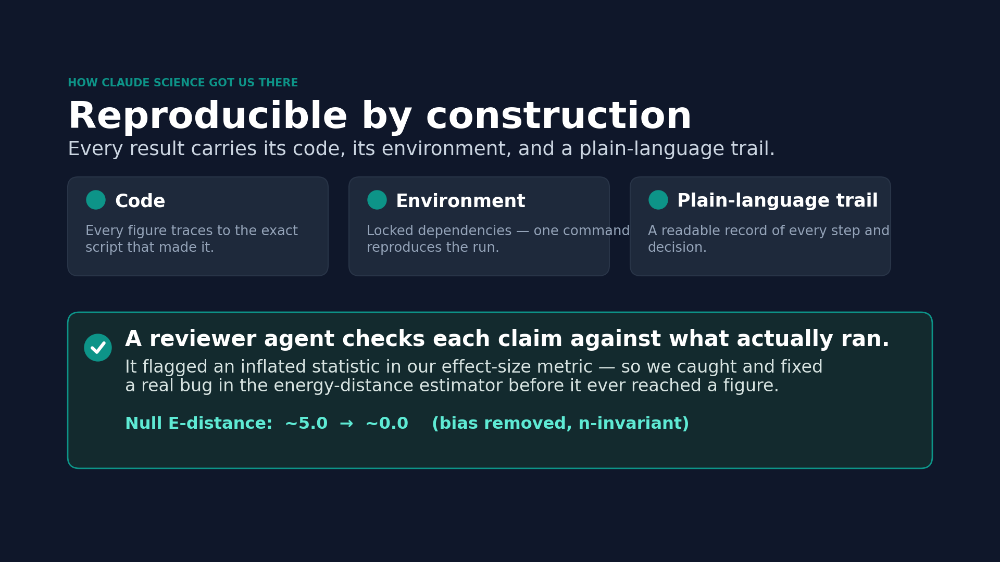 HOW CLAUDE SCIENCE GOT US THERE
Reproducible by construction
Every result carries its code, its environment, and a plain-language trail.
Code
Every figure traces to the exact
script that made it.
Environment
Locked dependencies — one command
reproduces the run.
Plain-language trail
A readable record of every step and
decision.
A reviewer agent checks each claim against what actually ran.
It flagged an inflated statistic in our effect-size metric — so we caught and fixed
a real bug in the energy-distance estimator before it ever reached a figure.
Null E-distance: ~5.0 → ~0.0 (bias removed, n-invariant)